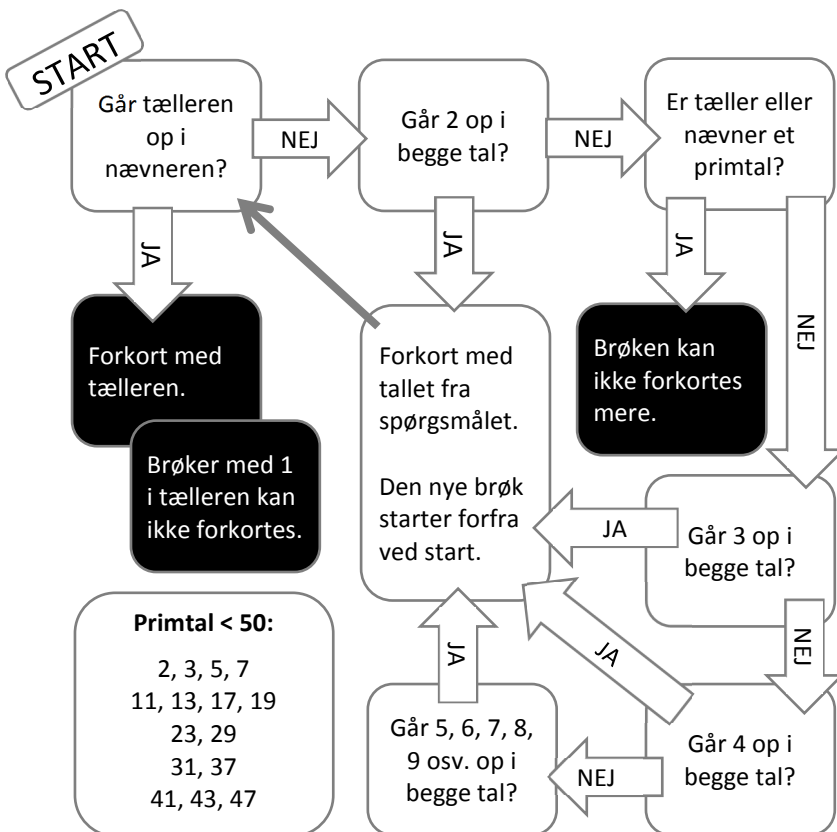 START
Går tælleren
op i
nævneren?
NEJ
Går 2 op i
begge tal?
NEJ
Er tæller eller
nævner et
primtal?
JA
JA
JA
NEJ
Forkort med
tælleren.
Brøker med 1
i tælleren kan
ikke forkortes.
Forkort med
tallet fra
spørgsmålet.
Den nye brøk
starter forfra
ved start.
Brøken kan
ikke forkortes
mere.
JA
Går 3 op i
begge tal?
NEJ
JA
JA
Primtal < 50:
2, 3, 5, 7
11, 13, 17, 19
23, 29
31, 37
41, 43, 47
Går 5, 6, 7, 8,
9 osv. op i
begge tal?
NEJ
Går 4 op i
begge tal?